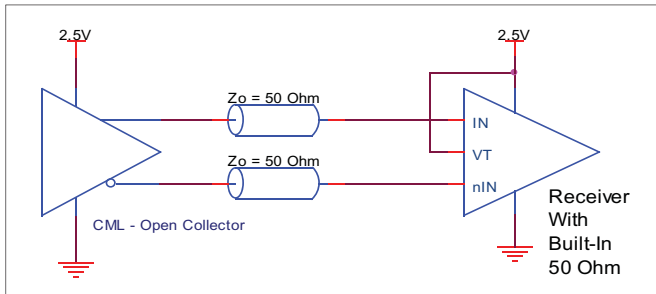 2.5V
2.5V
Zo = 50 Ohm
IN
VT
Zo = 50 Ohm
nIN
CML - Open Collector
Receiver
With
Built-In
50 Ohm